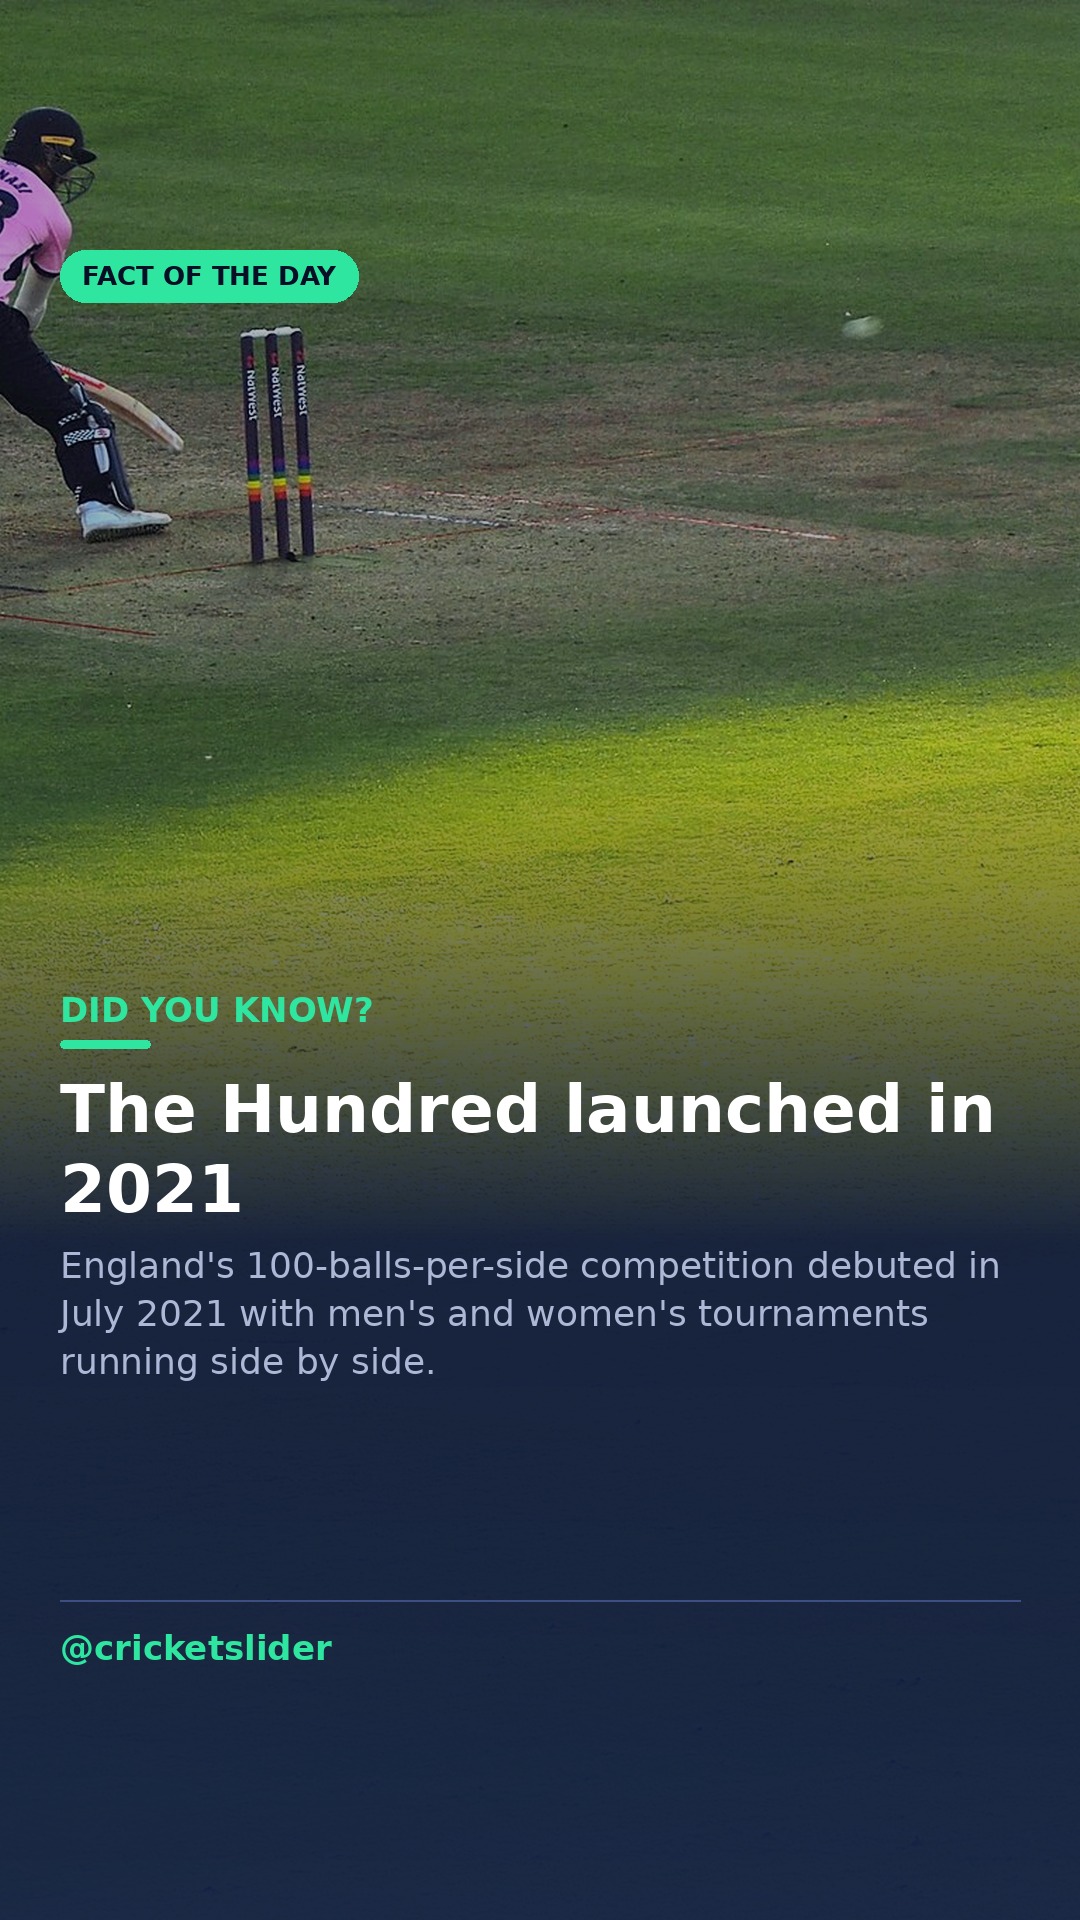 FACT OF THE DAY
NatWest NatWest NatWest
DID YOU KNOW?
The Hundred launched in
2021
England's 100-balls-per-side competition debuted in
July 2021 with men's and women's tournaments
running side by side.
@cricketslider